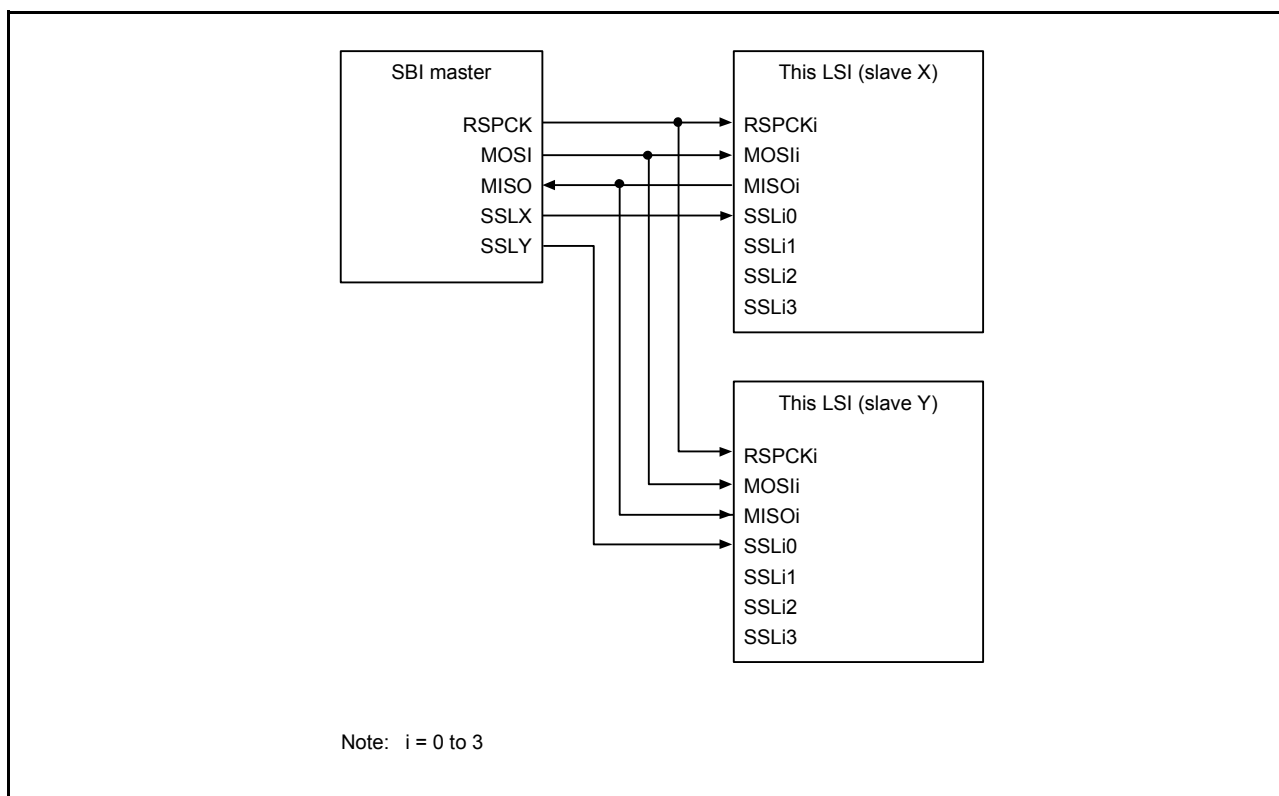 SBI master
RSPCK
MOSI
MISO
SSLX
SSLY
This LSI (slave X)
RSPCKi
MOSIi
MISOi
SSLi0
SSLi1
SSLi2
SSLi3
This LSI (slave Y)
RSPCKi
MOSIi
MISOi
SSLi0
SSLi1
SSLi2
SSLi3
Note: i = 0 to 3